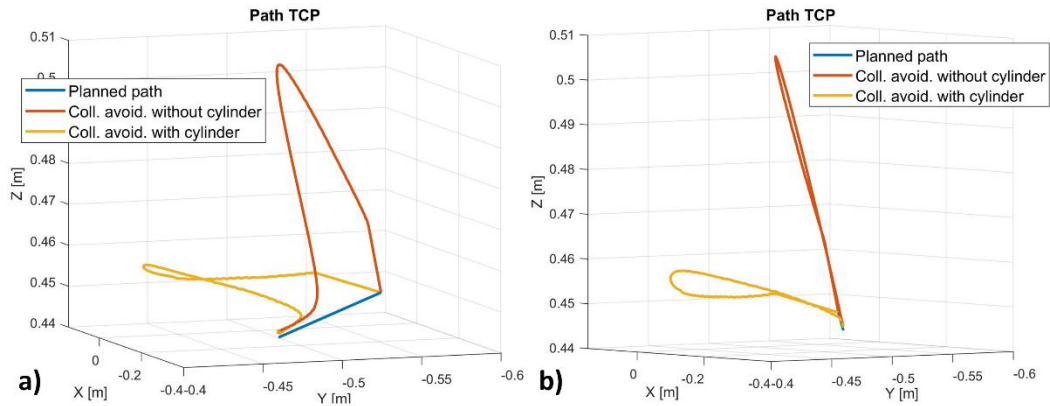 Path TCP
0.51
0.5
Planned path
Coll. avoid. without cylinder
Coll. avoid. with cylinder
0.48
0.47
0.46
0.45
0.44
Z [m]
0
-0.2
-0.4
X [m]
-0.4
-0.45
-0.5
-0.55
-0.6
Y [m]
a)
Path TCP
0.51
0.5
0.49
0.48
0.47
0.46
0.45
0.44
Z [m]
Planned path
Coll. avoid. without cylinder
Coll. avoid. with cylinder
0
-0.2
-0.4
X [m]
-0.4
-0.45
-0.5
-0.55
-0.6
Y [m]
b)